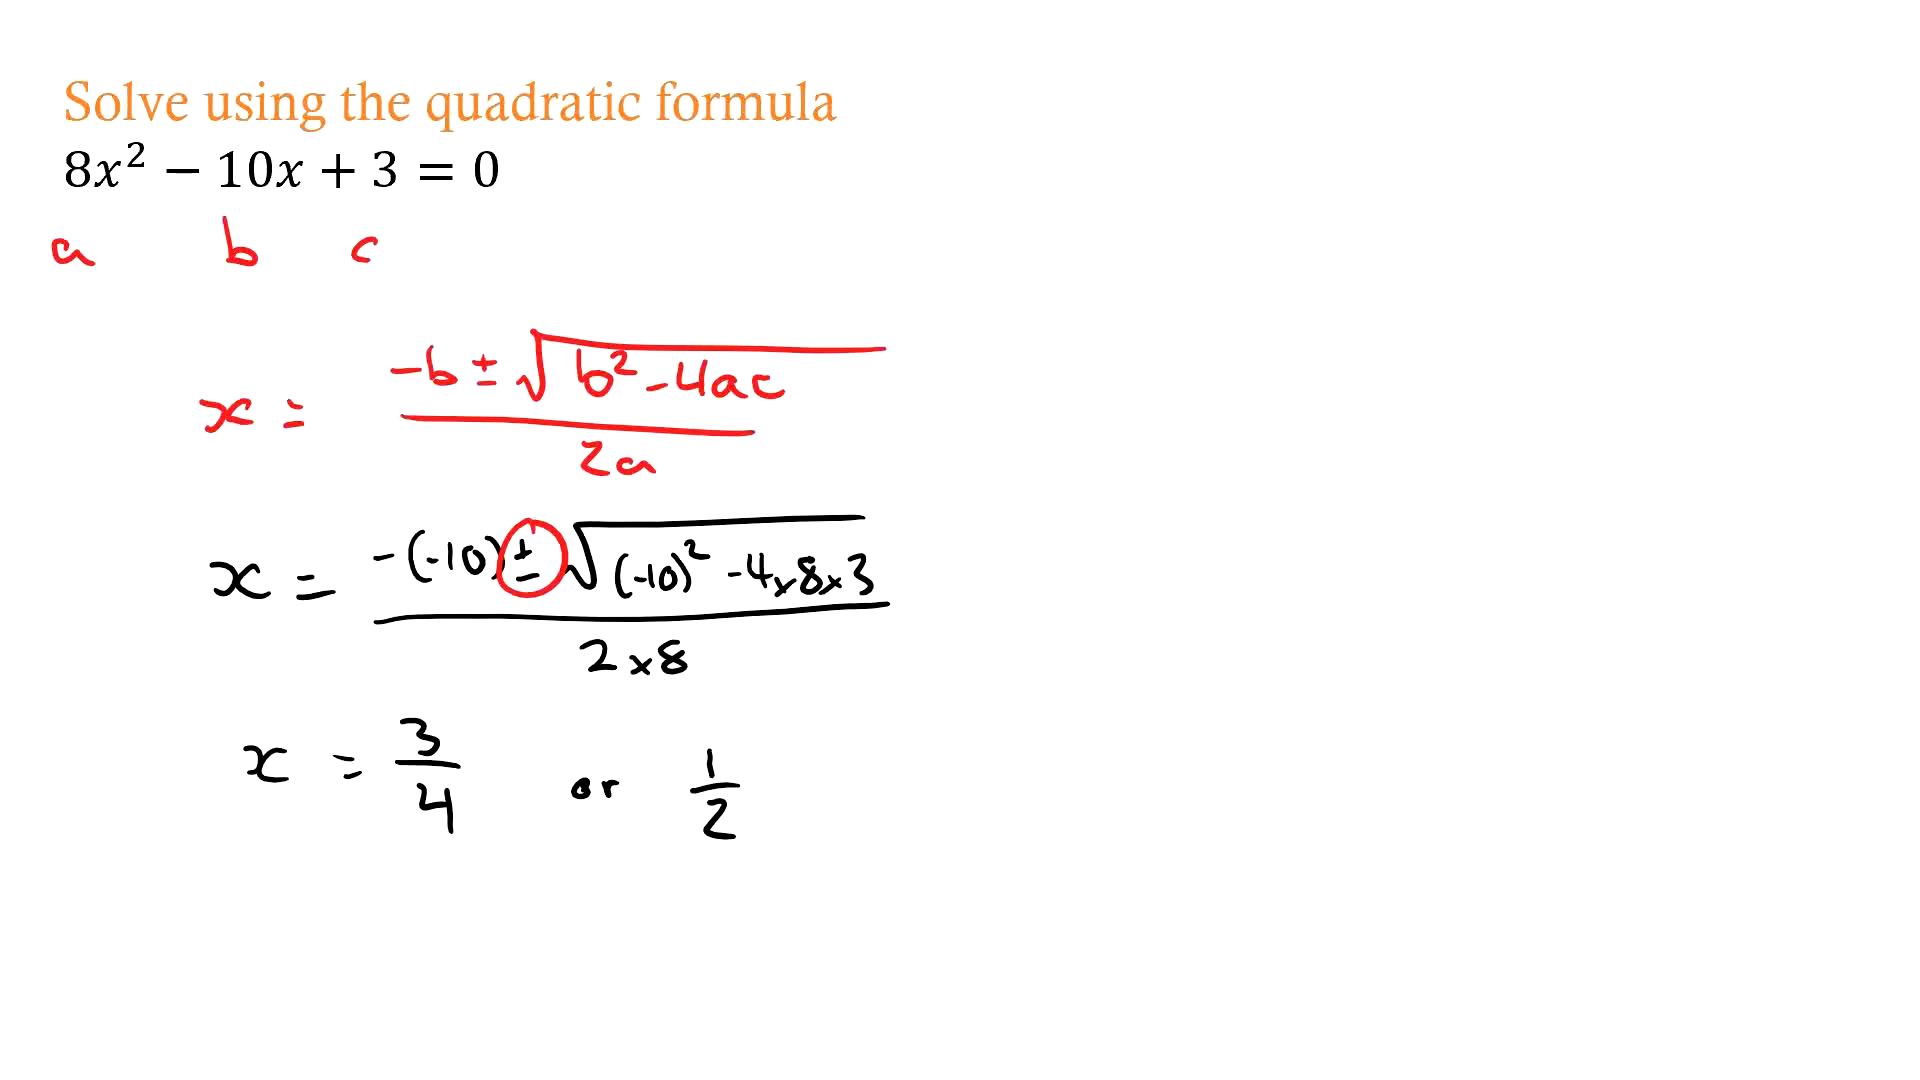 Solve using the quadratic formula
8x² − 10x + 3 = 0
a b c
x = (-b ± √(b² - 4ac)) / 2a
x = (-(-10) ± √((-10)² - 4×8×3)) / 2×8
x = 3/4 or 1/2